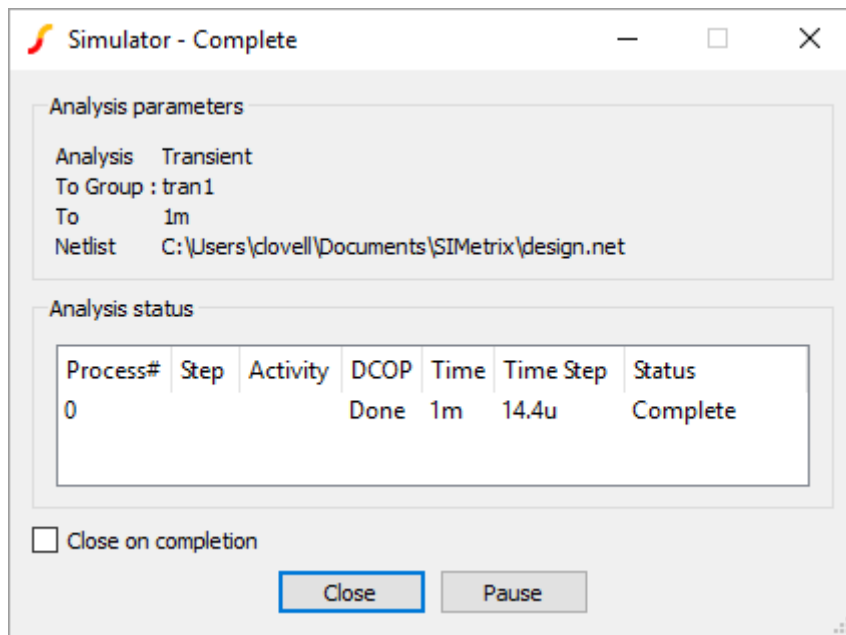 Simulator - Complete
Analysis parameters
Analysis Transient
To Group : tran1
To 1m
Netlist C:\Users\clovell\Documents\SIMetrix\design.net
Analysis status
Process# Step Activity DCOP Time Time Step Status
0 Done 1m 14.4u Complete
Close on completion
Close Pause